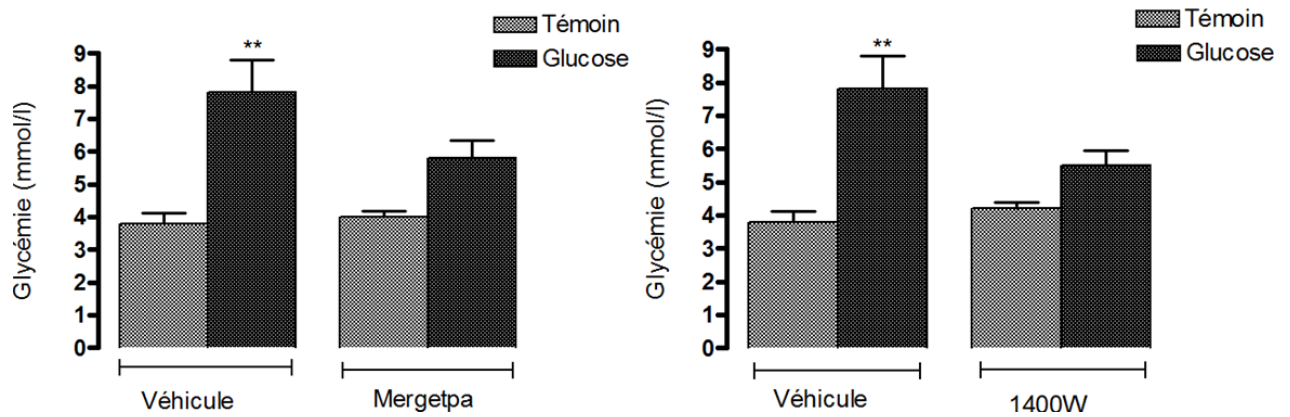 Témoin
Glucose
**
9
8
7
6
5
4
3
2
1
0
Glycémie (mmol/l)
Véhicule
Mergetpa
Témoin
Glucose
**
9
8
7
6
5
4
3
2
1
0
Glycémie (mmol/l)
Véhicule
1400W